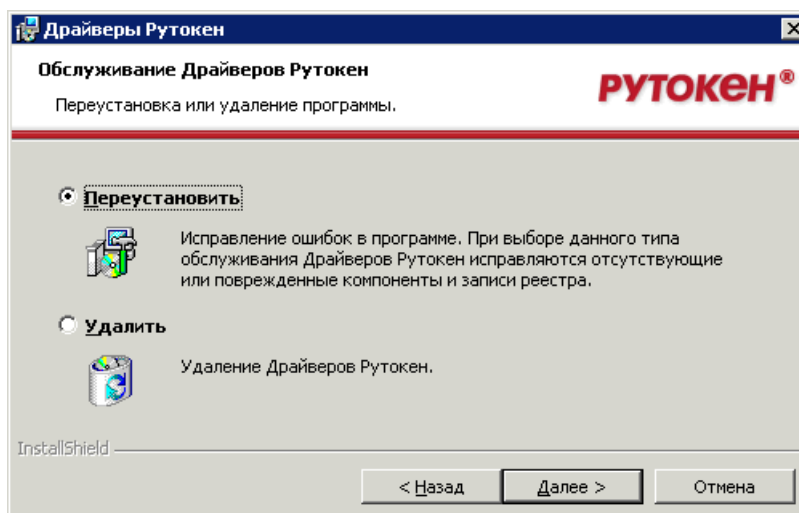 Драйверы Рутокен
Обслуживание Драйверов Рутокен
Переустановка или удаление программы.
РУТОКЕН®
Переустановить
Исправление ошибок в программе. При выборе данного типа
обслуживания Драйверов Рутокен исправляются отсутствующие
или поврежденные компоненты и записи реестра.
Удалить
Удаление Драйверов Рутокен.
InstallShield
< Назад
Далее >
Отмена